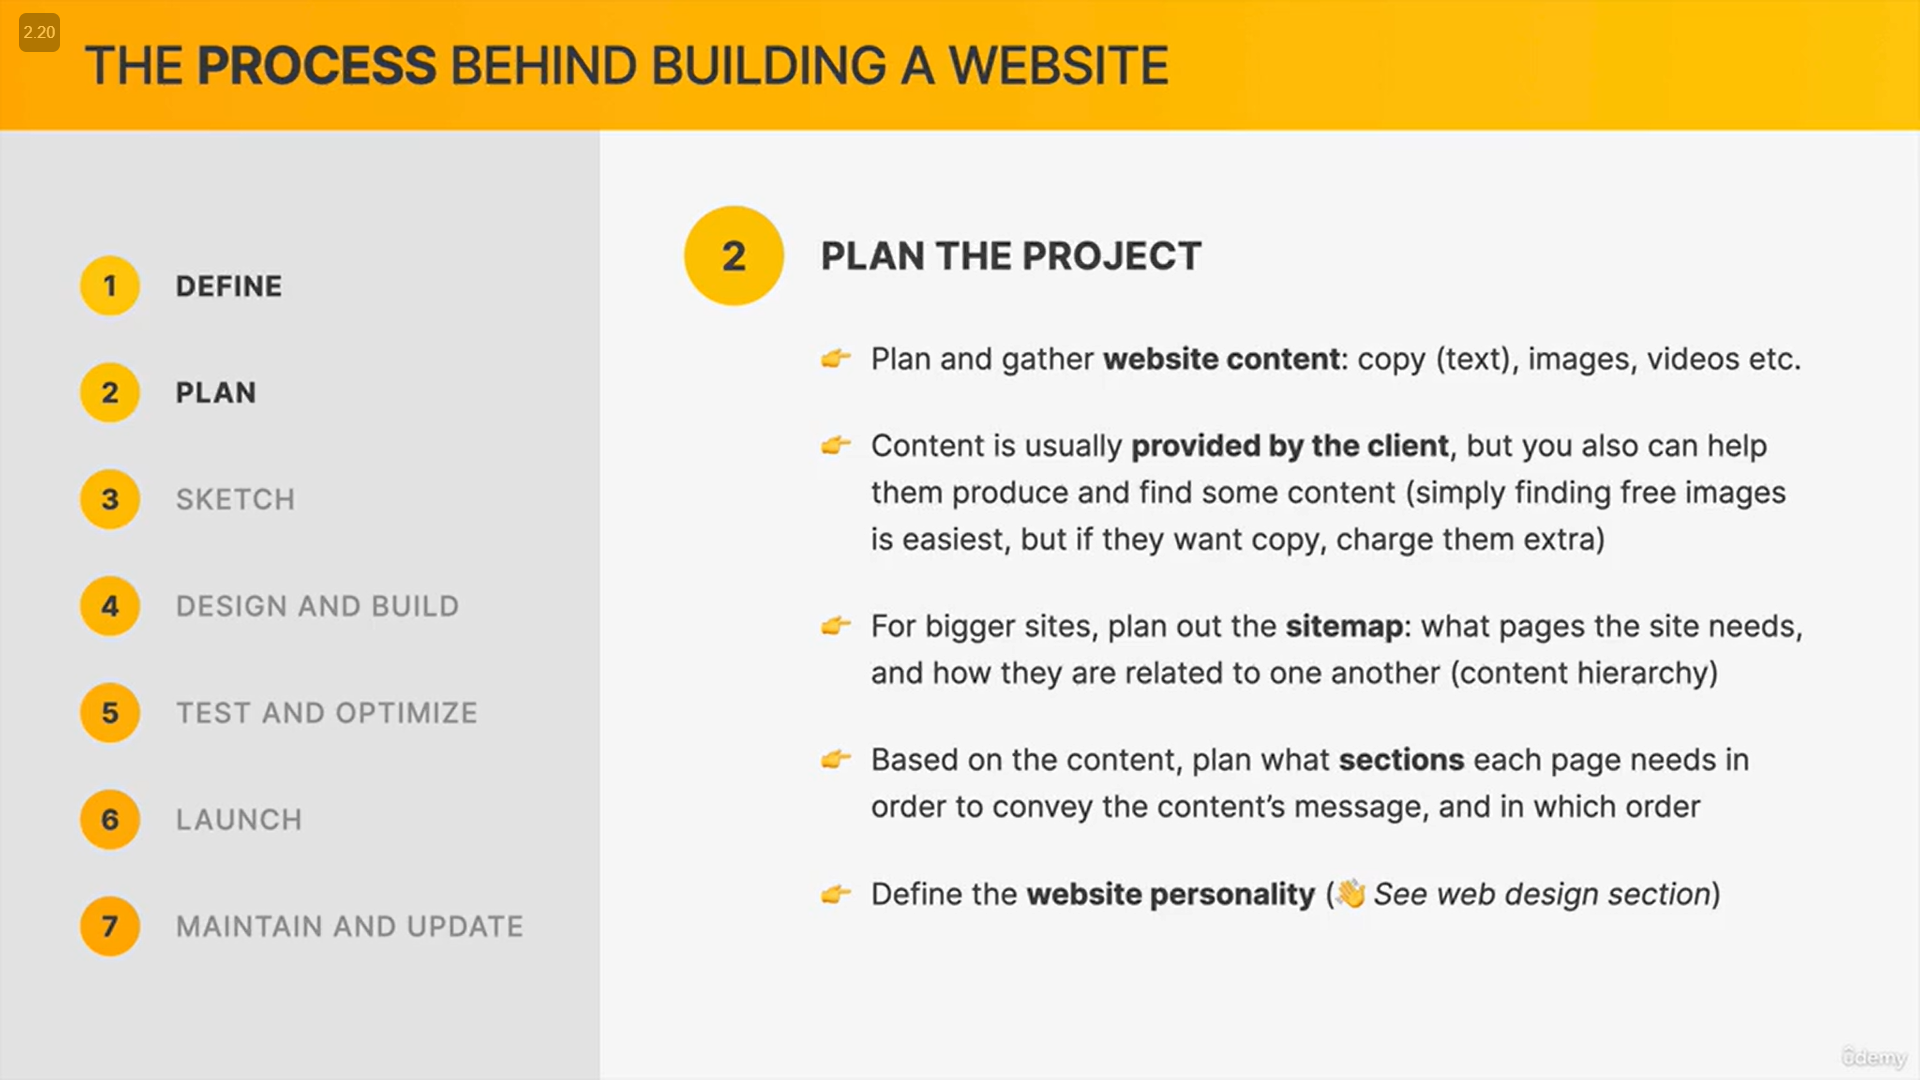 2.20
THE PROCESS BEHIND BUILDING A WEBSITE
1 DEFINE
2 PLAN
3 SKETCH
4 DESIGN AND BUILD
5 TEST AND OPTIMIZE
6 LAUNCH
7 MAINTAIN AND UPDATE
2 PLAN THE PROJECT
👉 Plan and gather website content: copy (text), images, videos etc.
👉 Content is usually provided by the client, but you also can help
them produce and find some content (simply finding free images
is easiest, but if they want copy, charge them extra)
👉 For bigger sites, plan out the sitemap: what pages the site needs,
and how they are related to one another (content hierarchy)
👉 Based on the content, plan what sections each page needs in
order to convey the content’s message, and in which order
👉 Define the website personality (👋 See web design section)
ûdemy